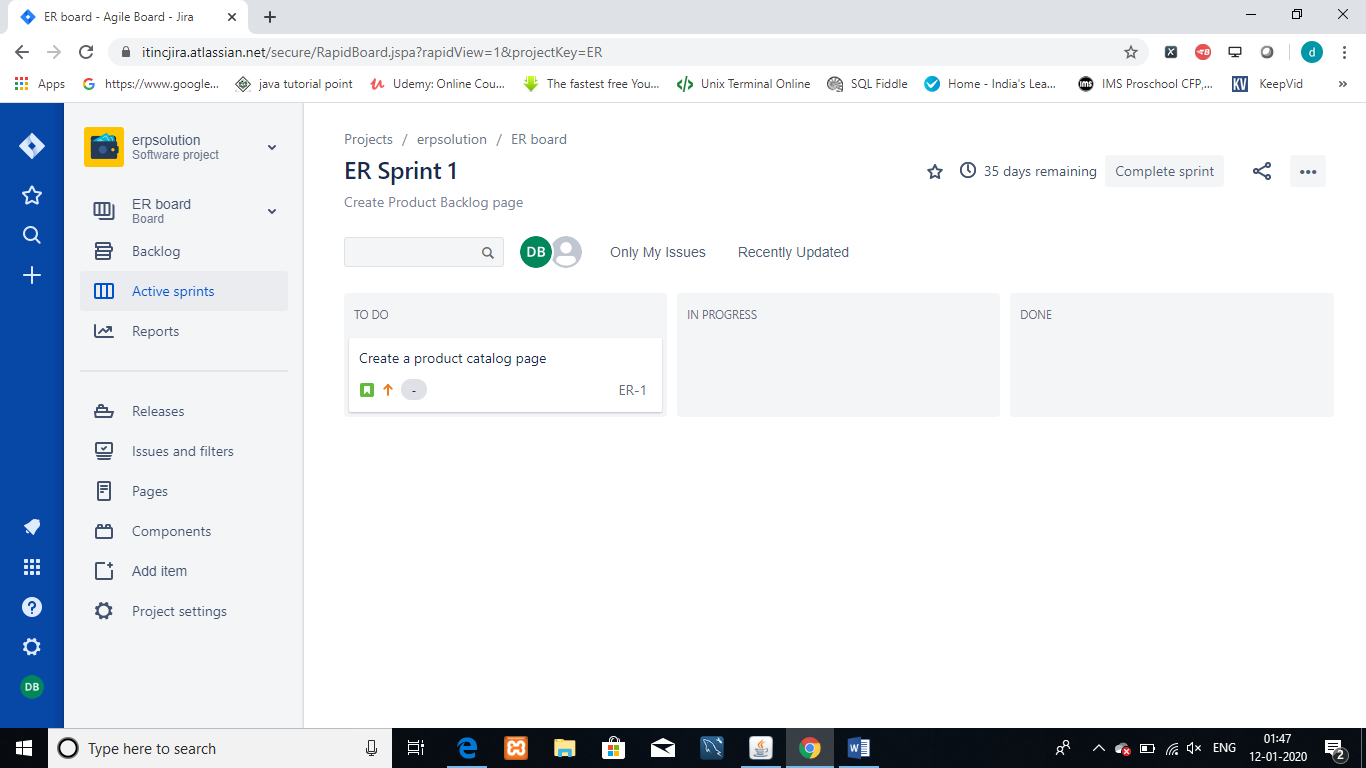 ER board - Agile Board - Jira
itincjira.atlassian.net/secure/RapidBoard.jspa?rapidView=1&projectKey=ER
d
Apps
G https://www.google...
java tutorial point
Udemy: Online Cou...
The fastest free You...
Unix Terminal Online
SQL Fiddle
Home - India's Lea...
ims IMS Proschool CFP,...
KV KeepVid
»
erpsolution
Software project
ER board
Board
Backlog
Active sprints
Reports
Releases
Issues and filters
Pages
Components
Add item
Project settings
DB
Projects / erpsolution / ER board
ER Sprint 1
35 days remaining
Complete sprint
Create Product Backlog page
DB
Only My Issues
Recently Updated
TO DO
IN PROGRESS
DONE
Create a product catalog page
-
ER-1
Type here to search
ENG
01:47
12-01-2020
2